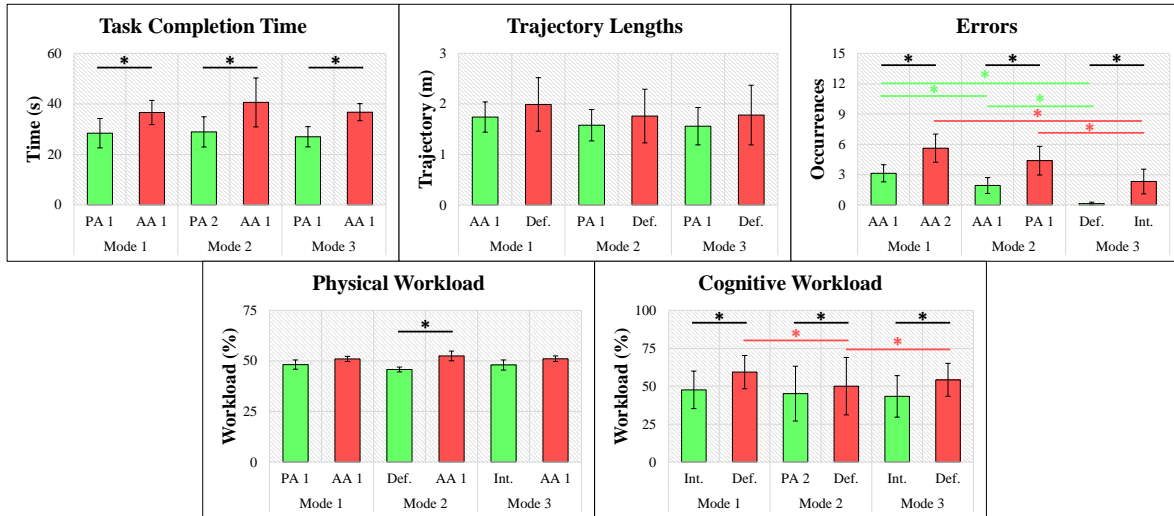 Task Completion Time
Time (s)
60
40
20
0
PA 1 AA 1 PA 2 AA 1 PA 1 AA 1
Mode 1 Mode 2 Mode 3
Trajectory Lengths
Trajectory (m)
3
2
1
0
AA 1 Def. PA 1 Def. PA 1 Def.
Mode 1 Mode 2 Mode 3
Errors
Occurrences
15
12
9
6
3
0
AA 1 AA 2 AA 1 PA 1 Def. Int.
Mode 1 Mode 2 Mode 3
Physical Workload
Workload (%)
75
50
25
0
PA 1 AA 1 Def. AA 1 Int. AA 1
Mode 1 Mode 2 Mode 3
Cognitive Workload
Workload (%)
100
75
50
25
0
Int. Def. PA 2 Def. Int. Def.
Mode 1 Mode 2 Mode 3